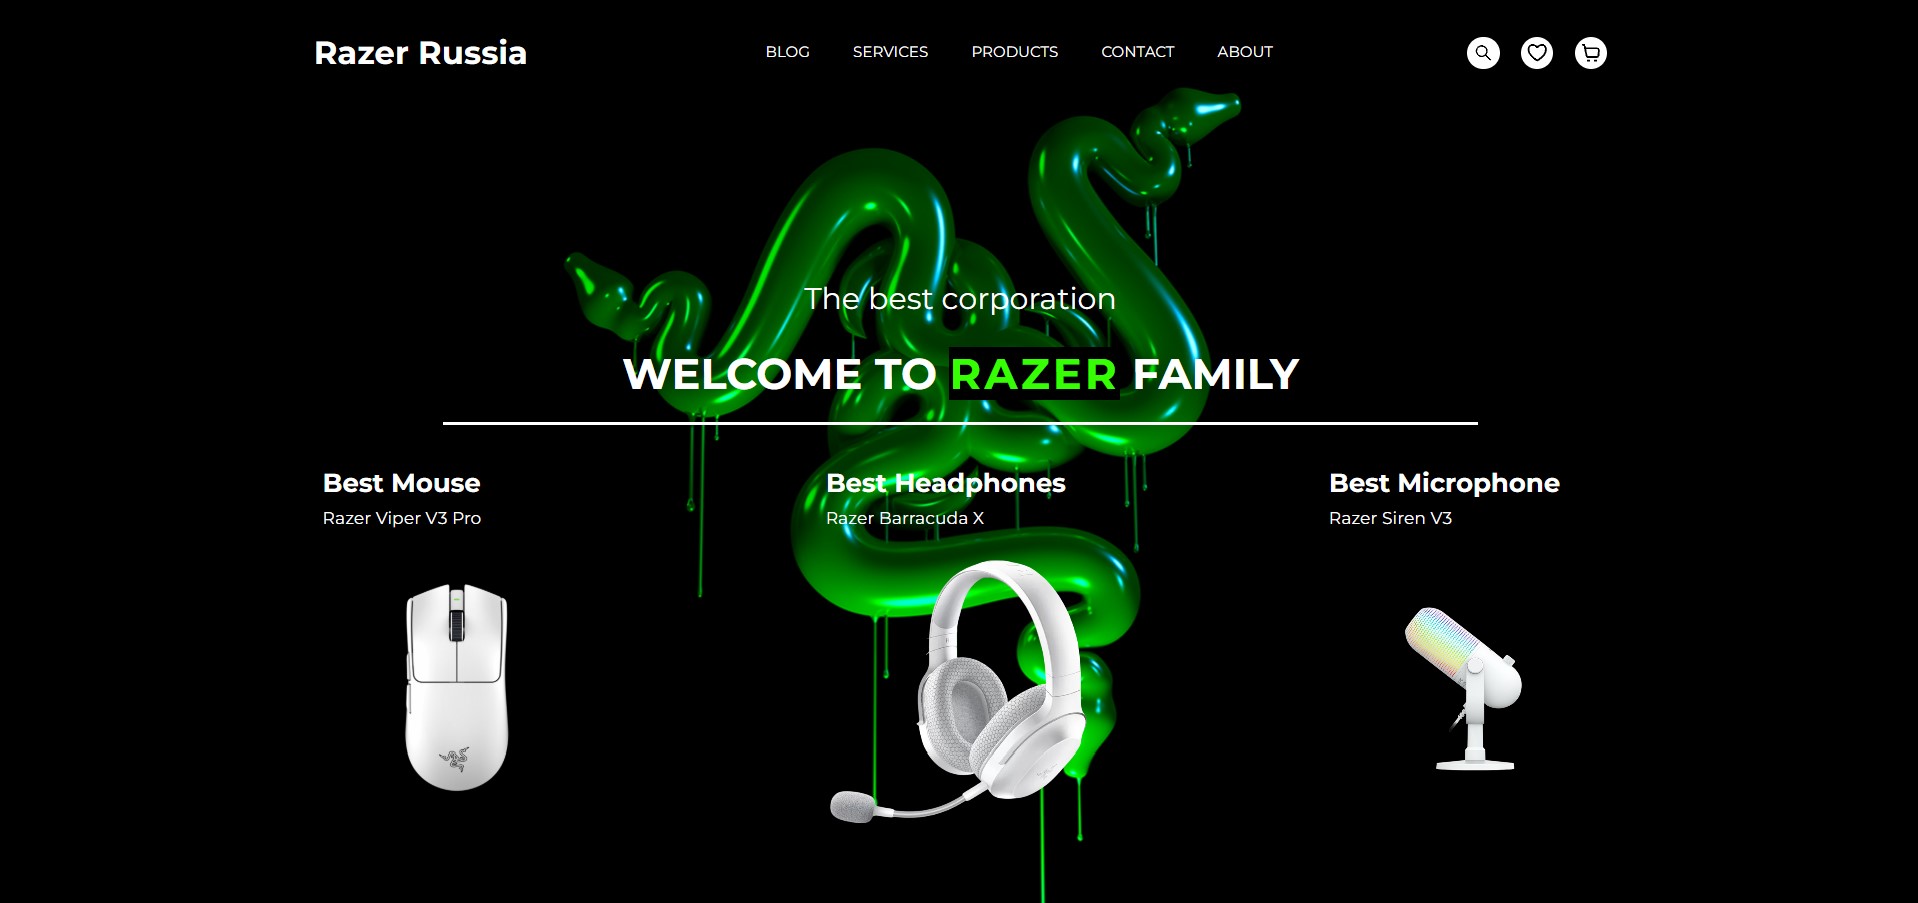 Razer Russia
BLOG SERVICES PRODUCTS CONTACT ABOUT
The best corporation
WELCOME TO RAZER FAMILY
Best Mouse
Razer Viper V3 Pro
Best Headphones
Razer Barracuda X
Best Microphone
Razer Siren V3